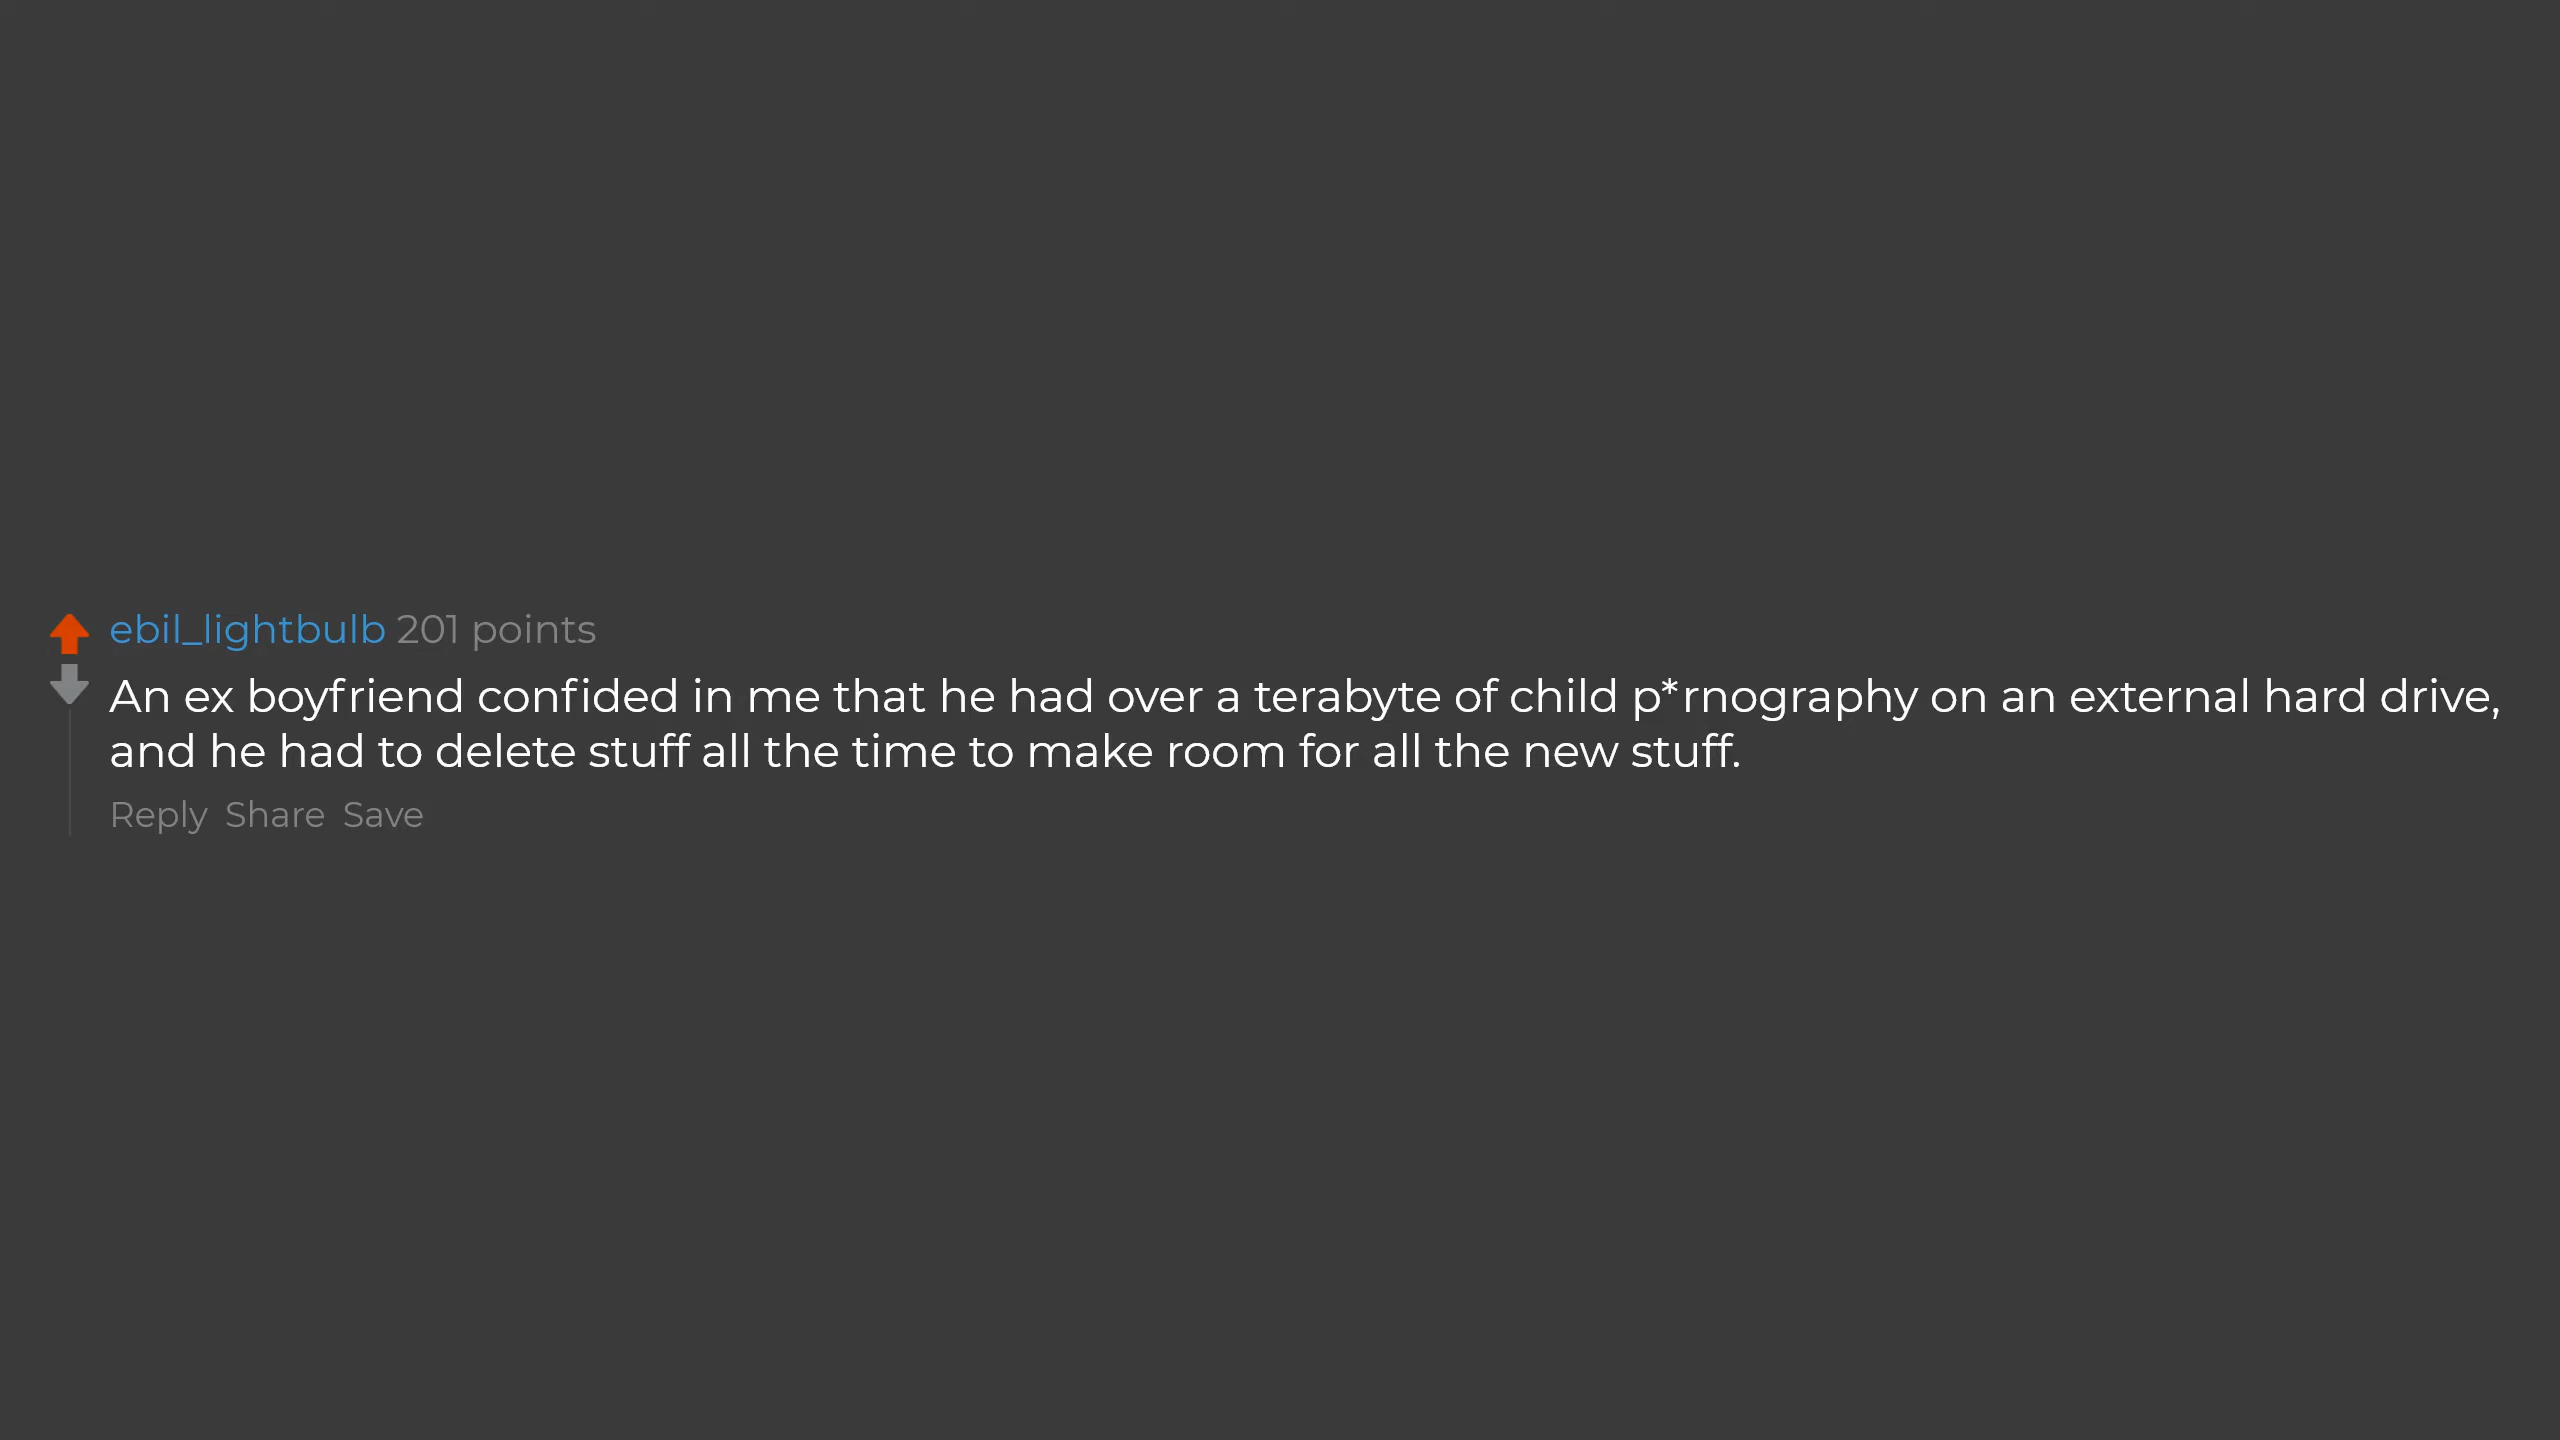 ebil_lightbulb 201 points
An ex boyfriend confided in me that he had over a terabyte of child p*rnography on an external hard drive,
and he had to delete stuff all the time to make room for all the new stuff.
Reply Share Save